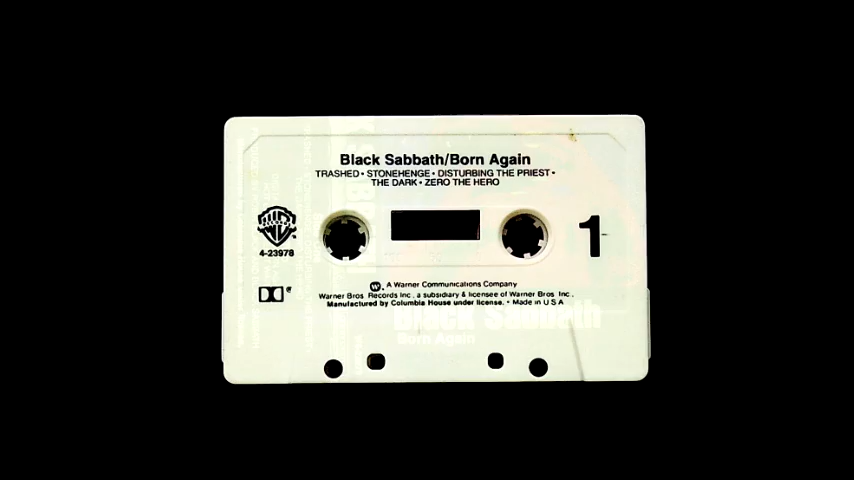 Black Sabbath/Born Again
TRASHED • STONEHENGE • DISTURBING THE PRIEST •
THE DARK • ZERO THE HERO
4-23978
1
A Warner Communications Company
Warner Bros. Records Inc., a subsidiary & licensee of Warner Bros. Inc.,
Manufactured by Columbia House under license. • Made in U S A
Black Sabbath
Born Again